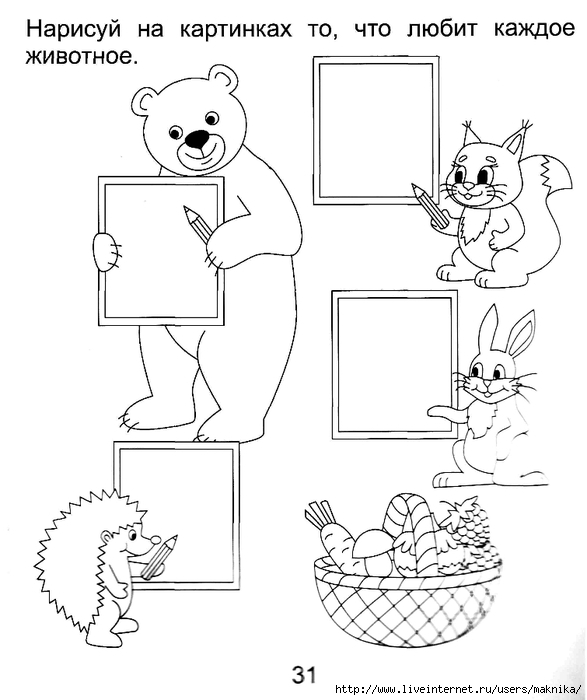 Нарисуй на картинках то, что любит каждое
животное.
31
http://www.liveinternet.ru/users/maknika/